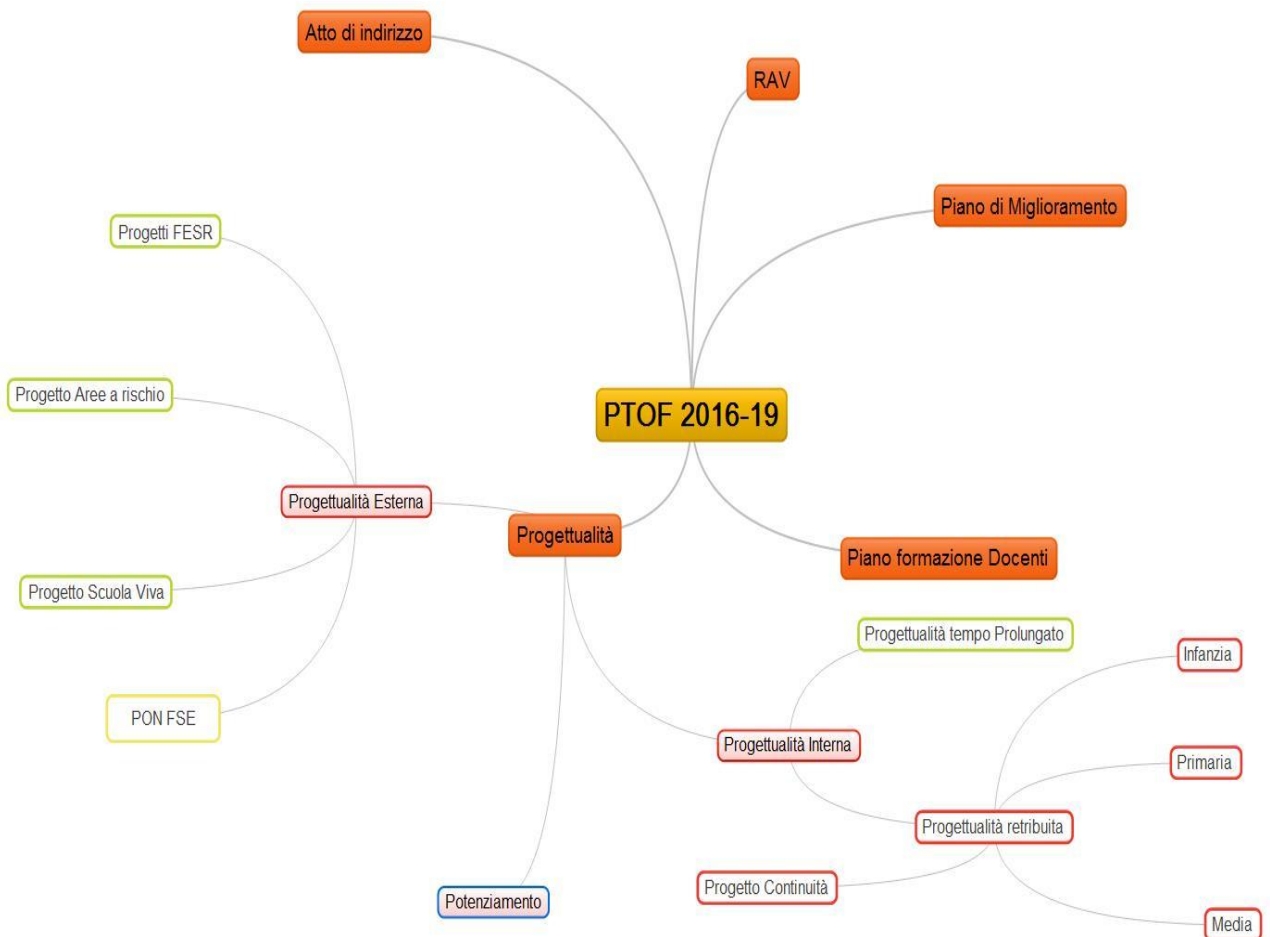 Atto di indirizzo
RAV
Piano di Miglioramento
Progetti FESR
Progetto Aree a rischio
PTOF 2016-19
Progettualità Esterna
Progettualità
Piano formazione Docenti
Progetto Scuola Viva
Progettualità tempo Prolungato
Infanzia
PON FSE
Progettualità Interna
Primaria
Progettualità retribuita
Progetto Continuità
Potenziamento
Media